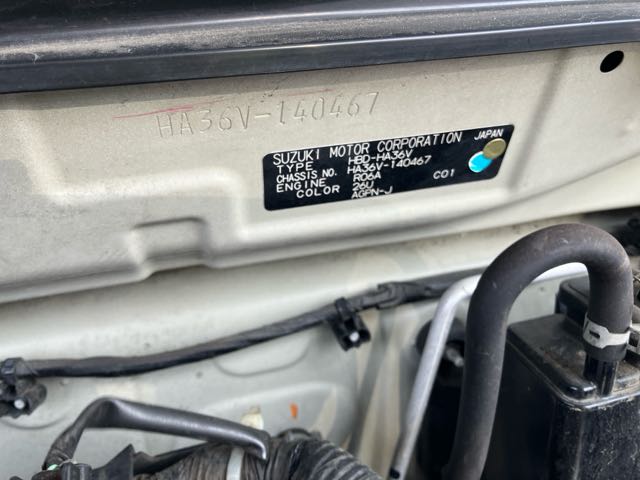 HA36V-140467
SUZUKI MOTOR CORPORATION JAPAN
TYPE HBD-HA36V
CHASSIS NO. HA36V-140467
ENGINE R06A C01
COLOR 26U
AGPN-J